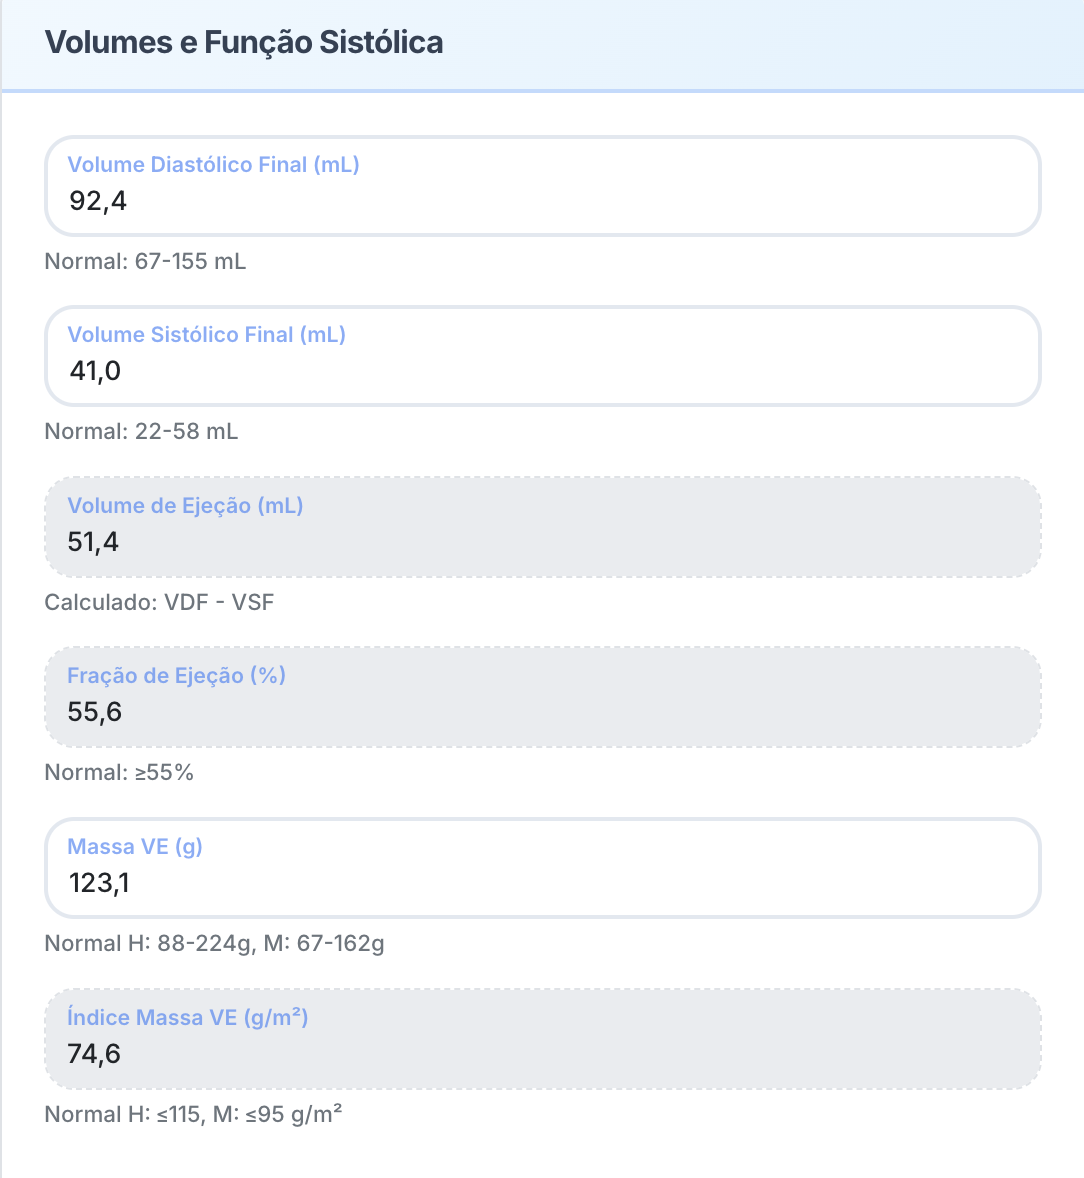 Volumes e Função Sistólica
Volume Diastólico Final (mL)
92,4
Normal: 67-155 mL
Volume Sistólico Final (mL)
41,0
Normal: 22-58 mL
Volume de Ejeção (mL)
51,4
Calculado: VDF - VSF
Fração de Ejeção (%)
55,6
Normal: ≥55%
Massa VE (g)
123,1
Normal H: 88-224g, M: 67-162g
Índice Massa VE (g/m²)
74,6
Normal H: ≤115, M: ≤95 g/m²